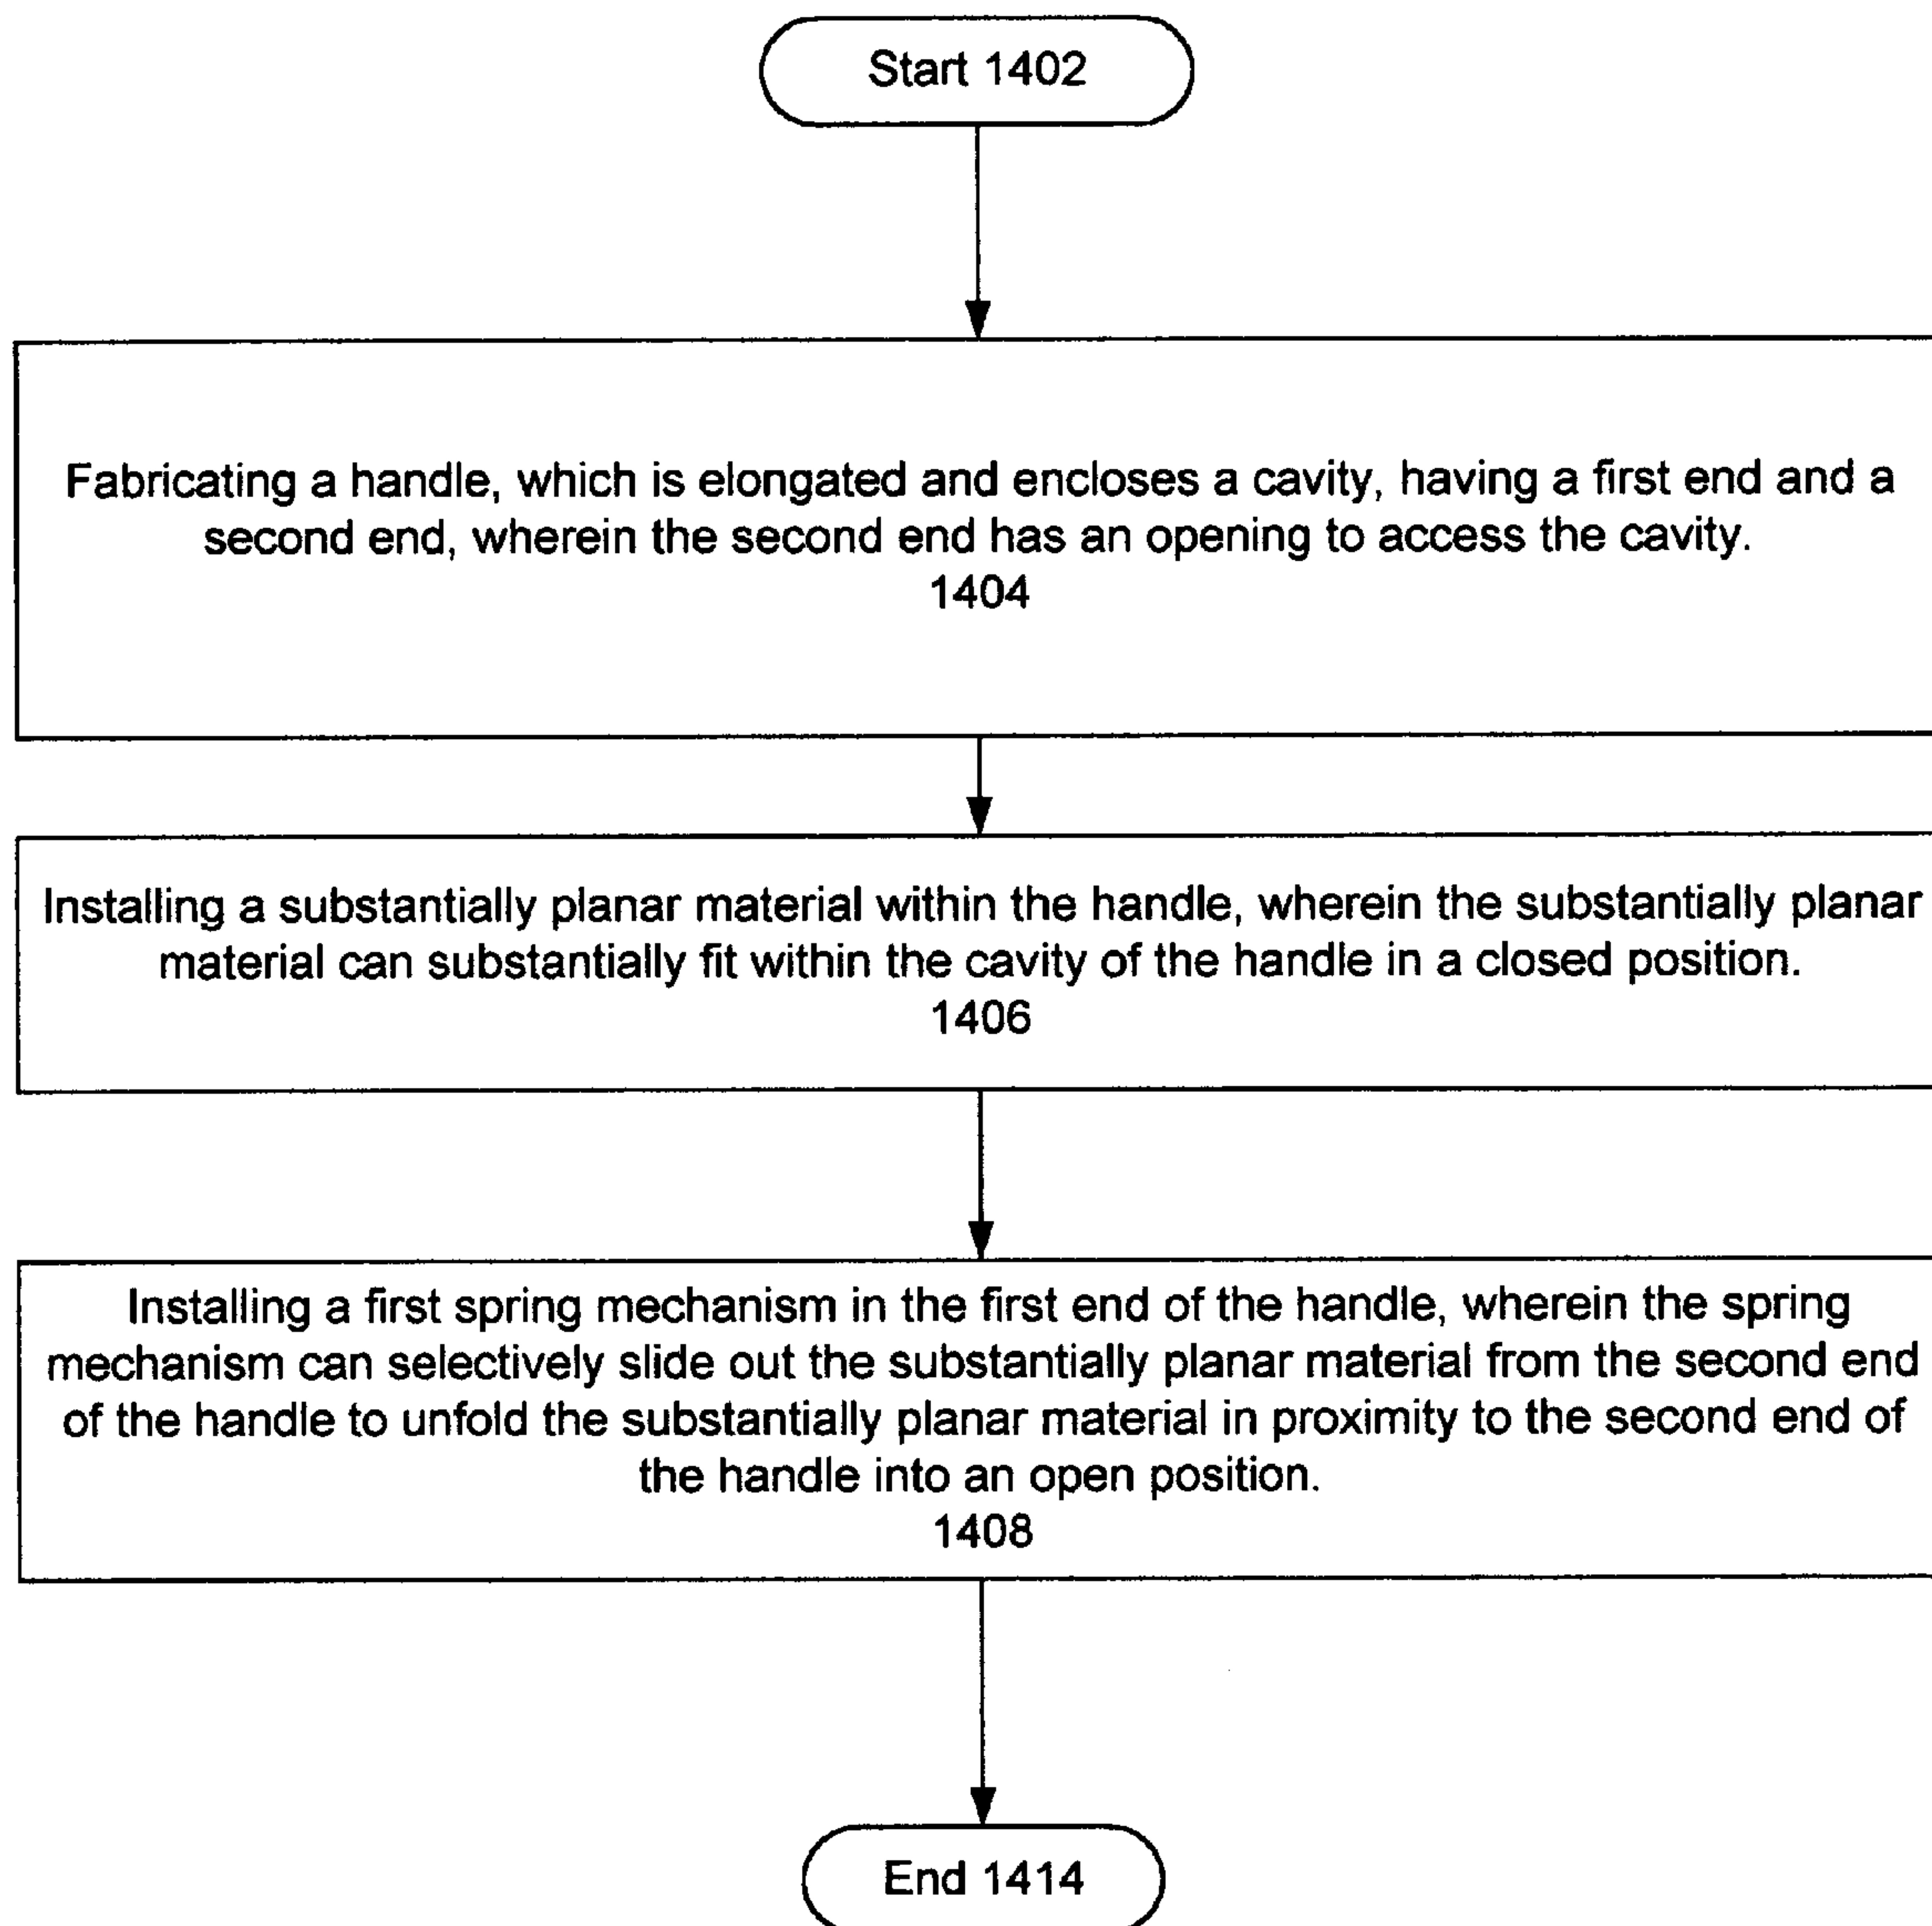 Start 1402
Fabricating a handle, which is elongated and encloses a cavity, having a first end and a
second end, wherein the second end has an opening to access the cavity.
1404
Installing a substantially planar material within the handle, wherein the substantially planar
material can substantially fit within the cavity of the handle in a closed position.
1406
Installing a first spring mechanism in the first end of the handle, wherein the spring
mechanism can selectively slide out the substantially planar material from the second end
of the handle to unfold the substantially planar material in proximity to the second end of
the handle into an open position.
1408
End 1414